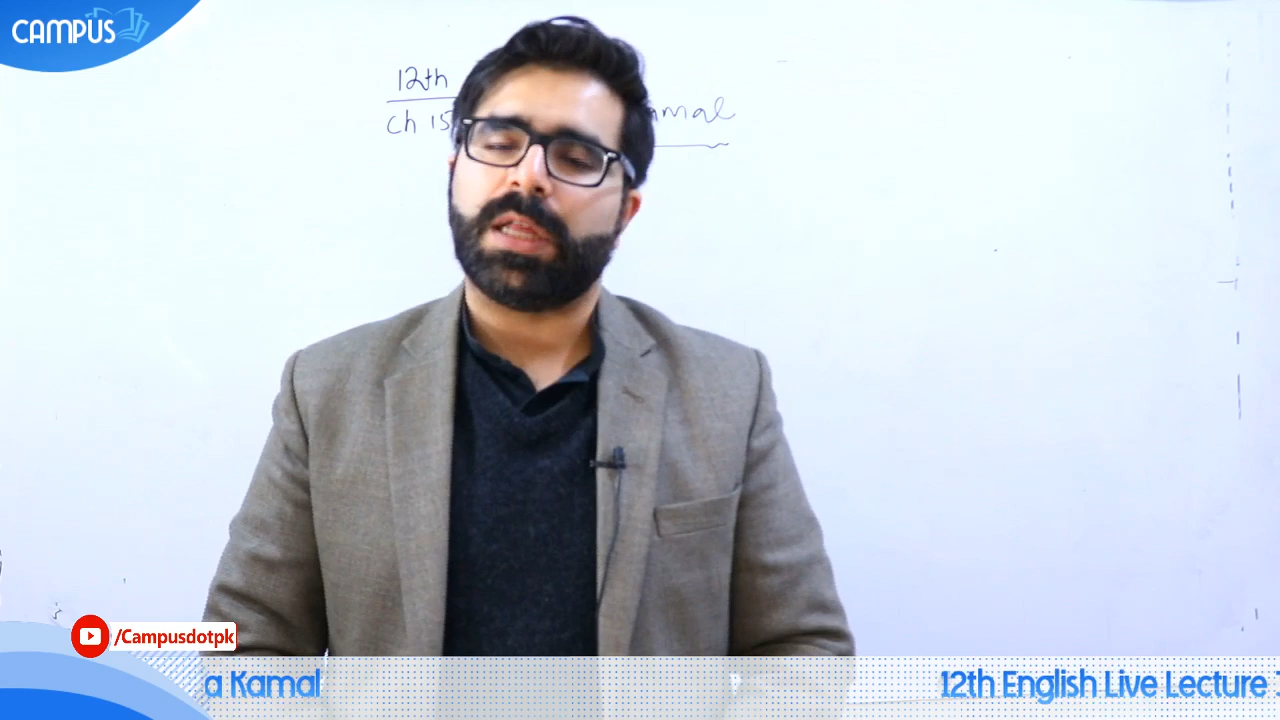 CAMPUS
12th
Ch 15
amal
/Campusdotpk
a Kamal
12th English Live Lecture